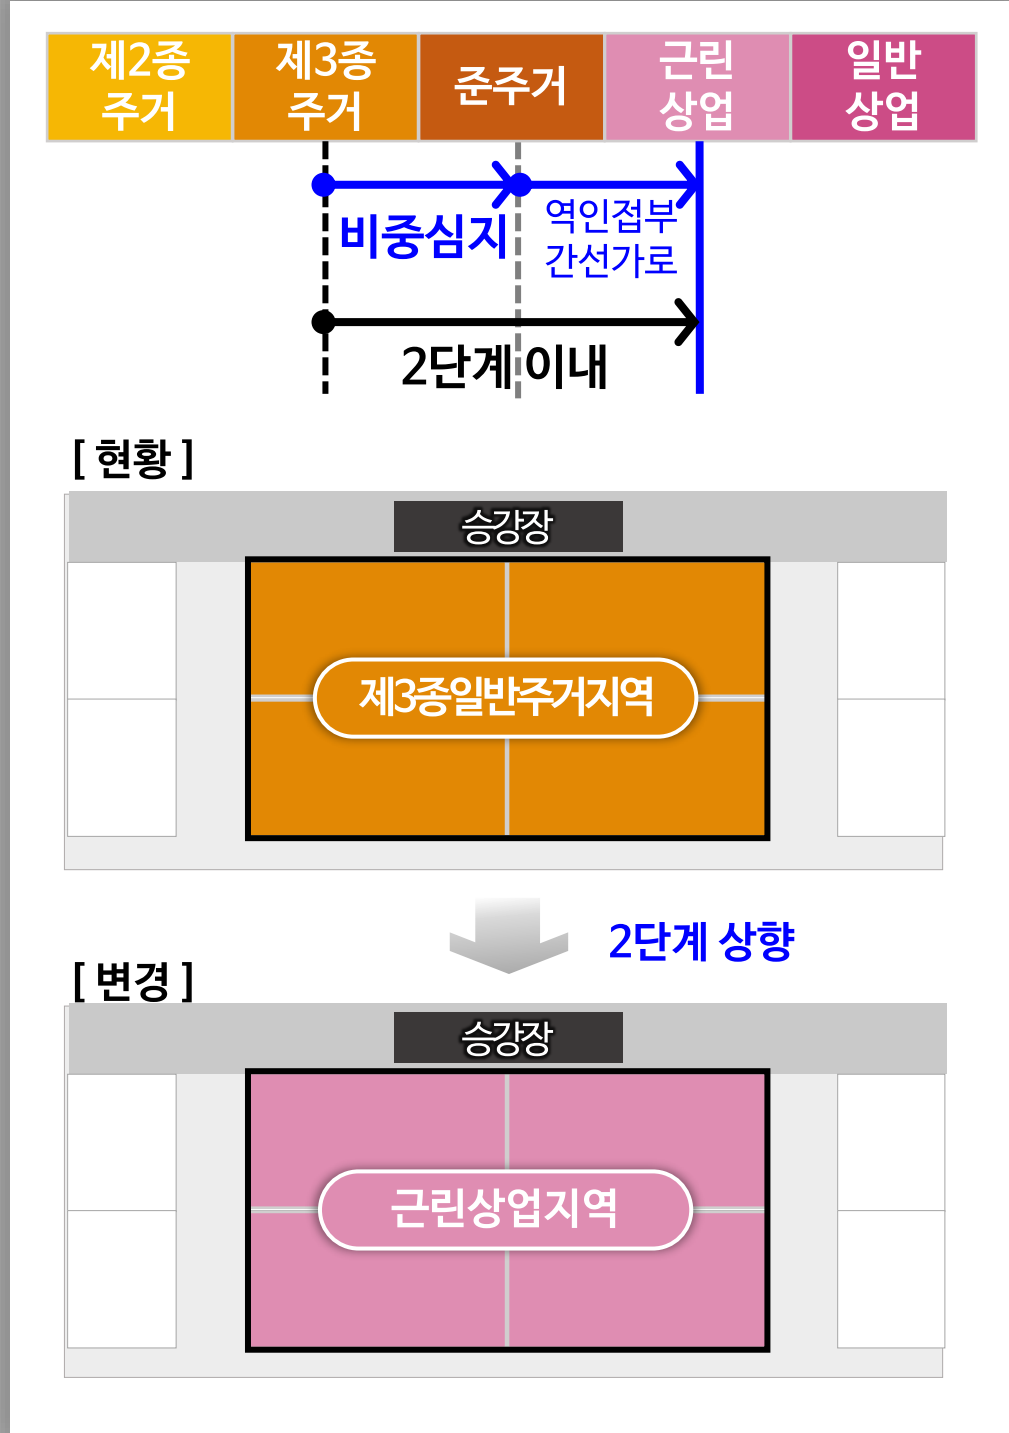 제2종
주거
제3종
주거
준주거
근린
상업
일반
상업
비중심지
역인접부
간선가로
2단계 이내
[ 현황 ]
승강장
제3종일반주거지역
2단계 상향
[ 변경 ]
승강장
근린상업지역